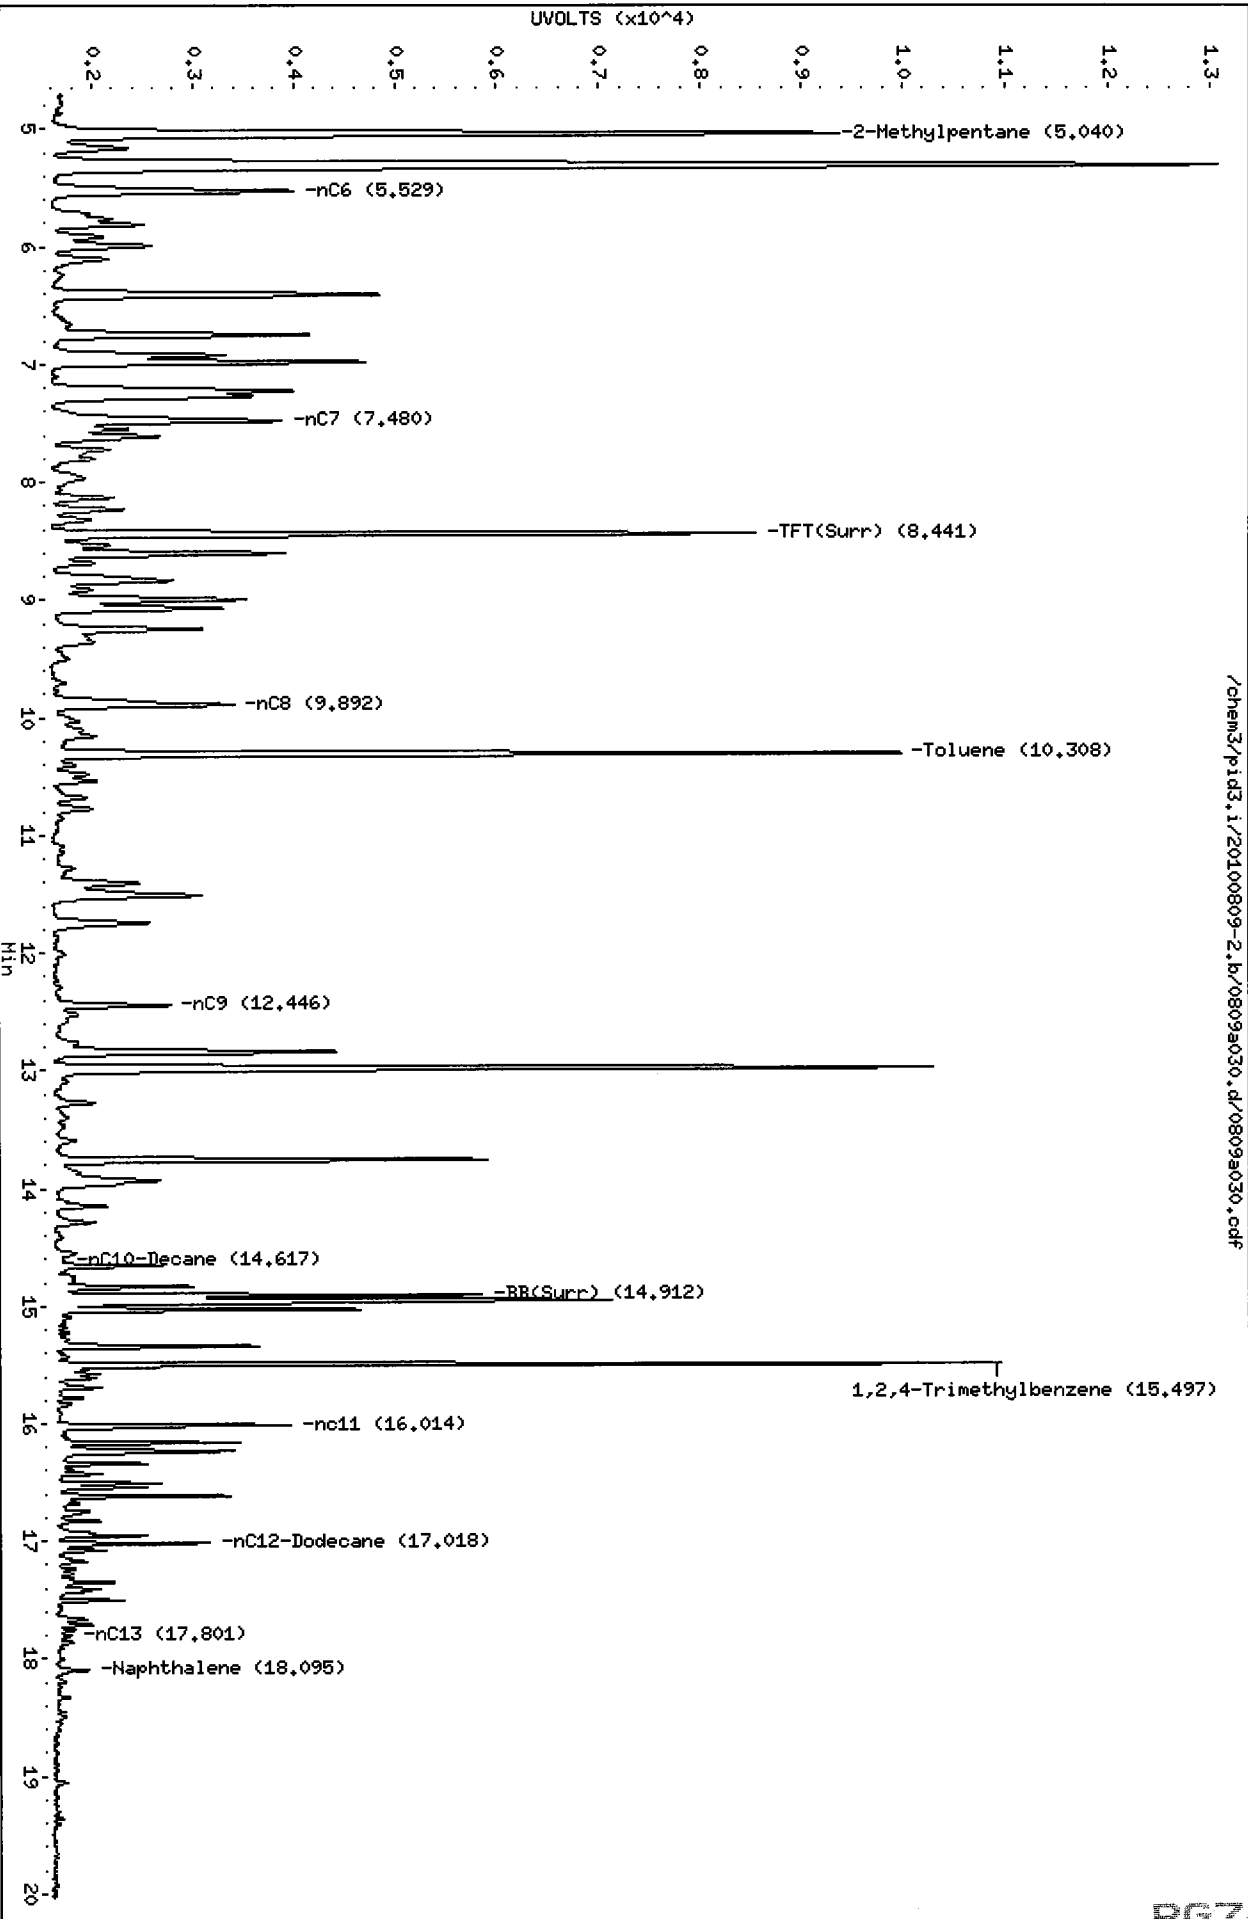 UVOLTS (x10^4)
0.2
0.3
0.4
0.5
0.6
0.7
0.8
0.9
1.0
1.1
1.2
1.3
/chem3/pid3.i/20100809-2.b/0809a030.d/0809a030.cdf
-2-Methylpentane (5.040)
-nC6 (5.529)
-nC7 (7.480)
-TFT(Surr) (8.441)
-nC8 (9.892)
-Toluene (10.308)
-nC9 (12.446)
-nC10-Decane (14.617)
-BB(Surr) (14.912)
1,2,4-Trimethylbenzene (15.497)
-nc11 (16.014)
-nC12-Dodecane (17.018)
-nC13 (17.801)
-Naphthalene (18.095)
5
6
7
8
9
10
11
12
13
14
15
16
17
18
19
20
Min